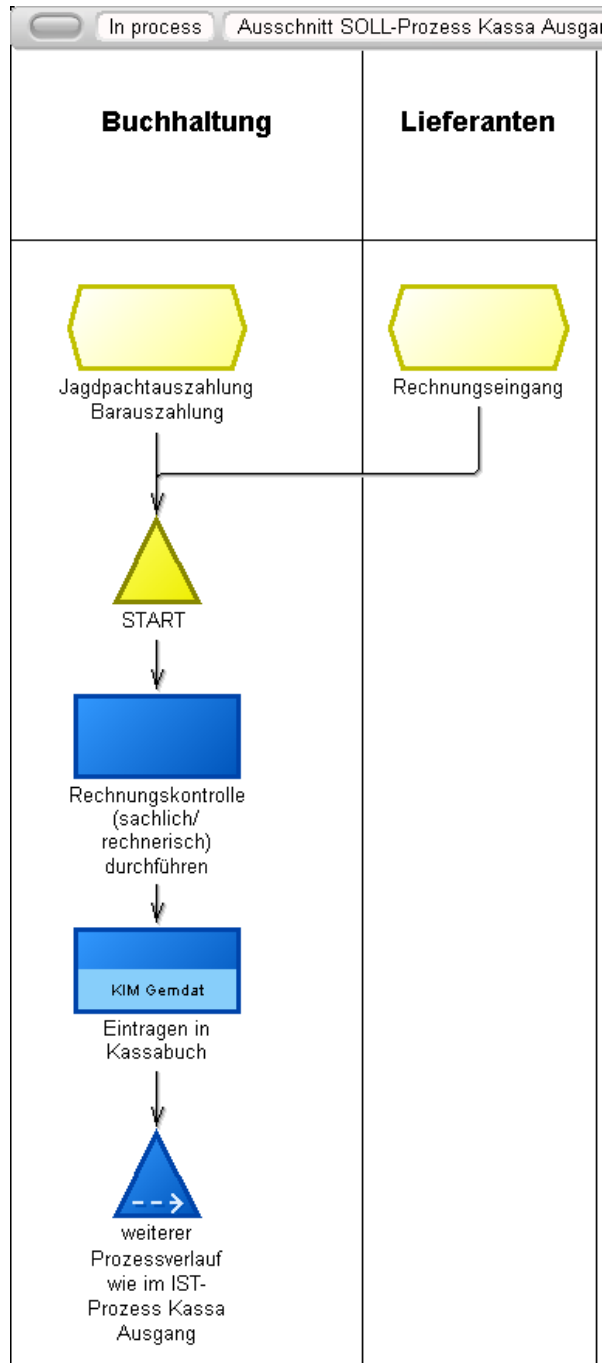 In process
Ausschnitt SOLL-Prozess Kassa Ausgan
Buchhaltung
Lieferanten
Jagdpachtauszahlung
Barauszahlung
Rechnungseingang
START
Rechnungskontrolle
(sachlich/
rechnerisch)
durchführen
KIM Gemdat
Eintragen in
Kassabuch
weiterer
Prozessverlauf
wie im IST-
Prozess Kassa
Ausgang